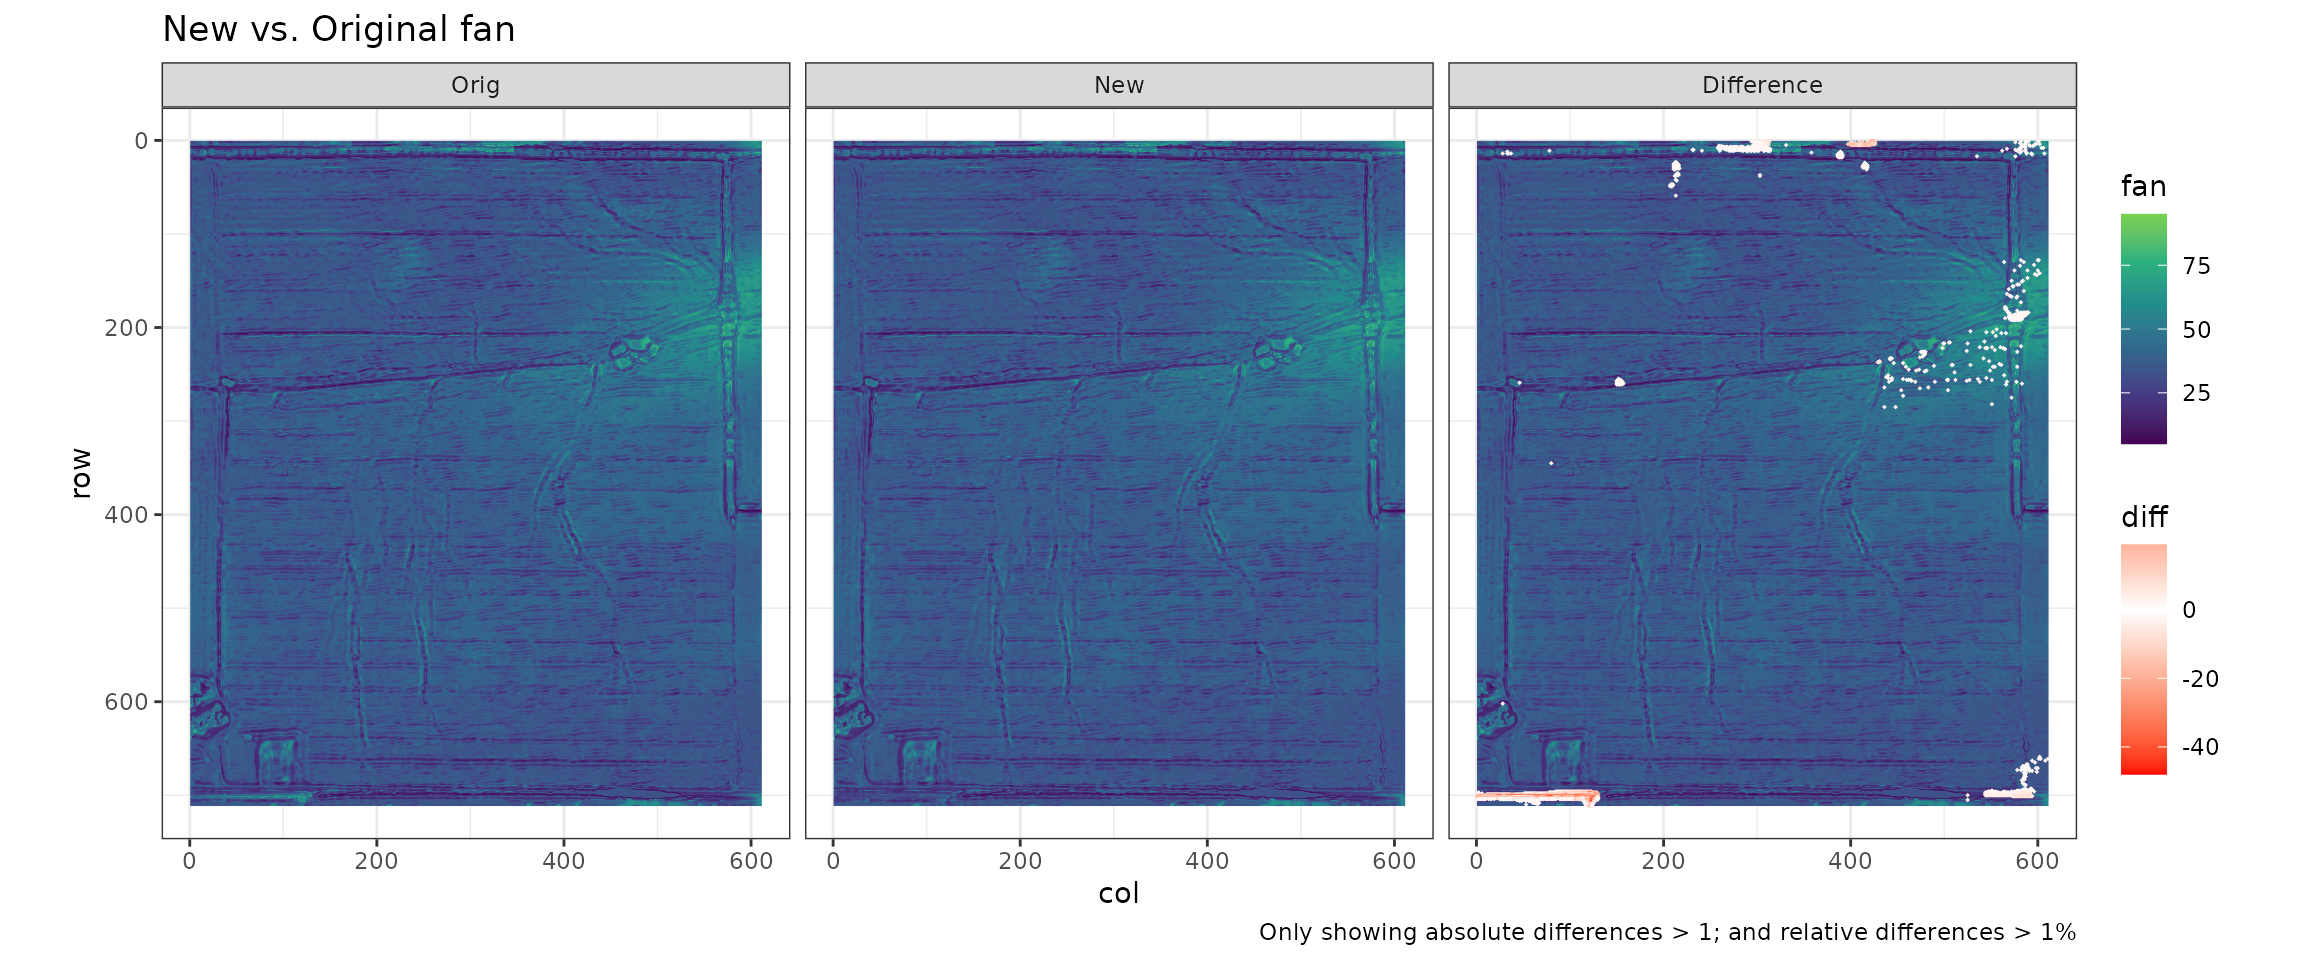 New vs. Original fan
Orig
New
Difference
0
200
400
600
row
0
200
400
600
0
200
400
600
0
200
400
600
col
fan
75
50
25
diff
0
-20
-40
Only showing absolute differences > 1; and relative differences > 1%